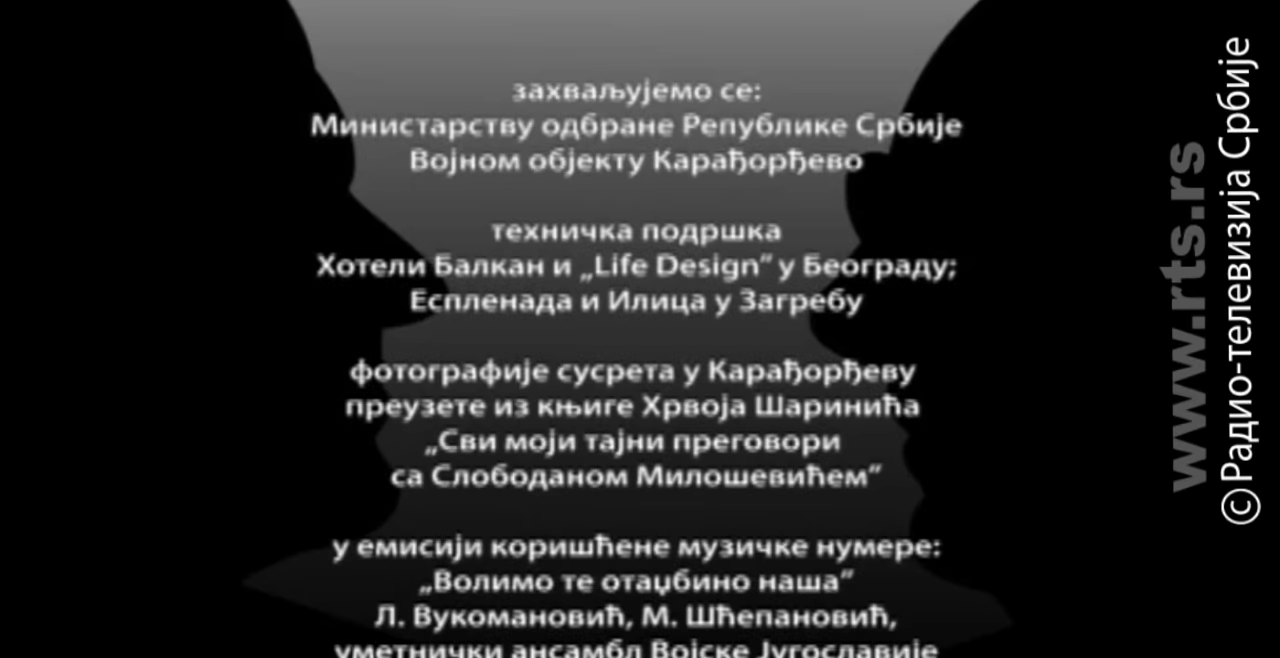 захваљујемо се:
Министарству одбране Републике Србије
Војном објекту Карађорђево
техничка подршка
Хотели Балкан и „Life Design” у Београду;
Еспленада и Илица у Загребу
фотографије сусрета у Карађорђеву
преузете из књиге Хрвоја Шаринића
„Сви моји тајни преговори
са Слободаном Милошевићем”
у емисији коришћене музичке нумере:
„Волимо те отаџбино наша”
Л. Вукомановић, М. Шћепановић,
уметнички ансамбл Војске Југославије
www.rts.rs
© Радио-телевизија Србије